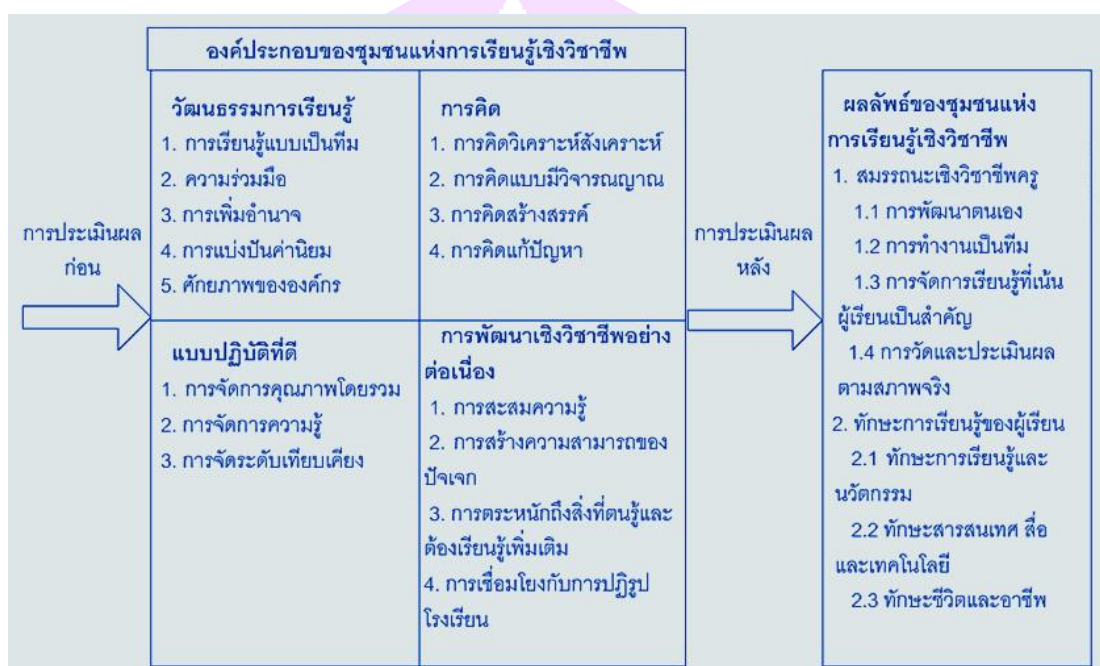 องค์ประกอบของชุมชนแห่งการเรียนรู้เชิงวิชาชีพ
การประเมินผล
ก่อน
วัฒนธรรมการเรียนรู้
1. การเรียนรู้แบบเป็นทีม
2. ความร่วมมือ
3. การเพิ่มอำนาจ
4. การแบ่งปันค่านิยม
5. ศักยภาพขององค์กร
การคิด
1. การคิดวิเคราะห์สังเคราะห์
2. การคิดแบบมีวิจารณญาณ
3. การคิดสร้างสรรค์
4. การคิดแก้ปัญหา
แบบปฏิบัติที่ดี
1. การจัดการคุณภาพโดยรวม
2. การจัดการความรู้
3. การจัดระดับเทียบเคียง
การพัฒนาเชิงวิชาชีพอย่าง
ต่อเนื่อง
1. การสะสมความรู้
2. การสร้างความสามารถของ
ปัจเจก
3. การตระหนักถึงสิ่งที่ตนรู้และ
ต้องเรียนรู้เพิ่มเติม
4. การเชื่อมโยงกับการปฏิรูป
โรงเรียน
การประเมินผล
หลัง
ผลลัพธ์ของชุมชนแห่ง
การเรียนรู้เชิงวิชาชีพ
1. สมรรถนะเชิงวิชาชีพครู
1.1 การพัฒนาตนเอง
1.2 การทำงานเป็นทีม
1.3 การจัดการเรียนรู้ที่เน้น
ผู้เรียนเป็นสำคัญ
1.4 การวัดและประเมินผล
ตามสภาพจริง
2. ทักษะการเรียนรู้ของผู้เรียน
2.1 ทักษะการเรียนรู้และ
นวัตกรรม
2.2 ทักษะสารสนเทศ สื่อ
และเทคโนโลยี
2.3 ทักษะชีวิตและอาชีพ